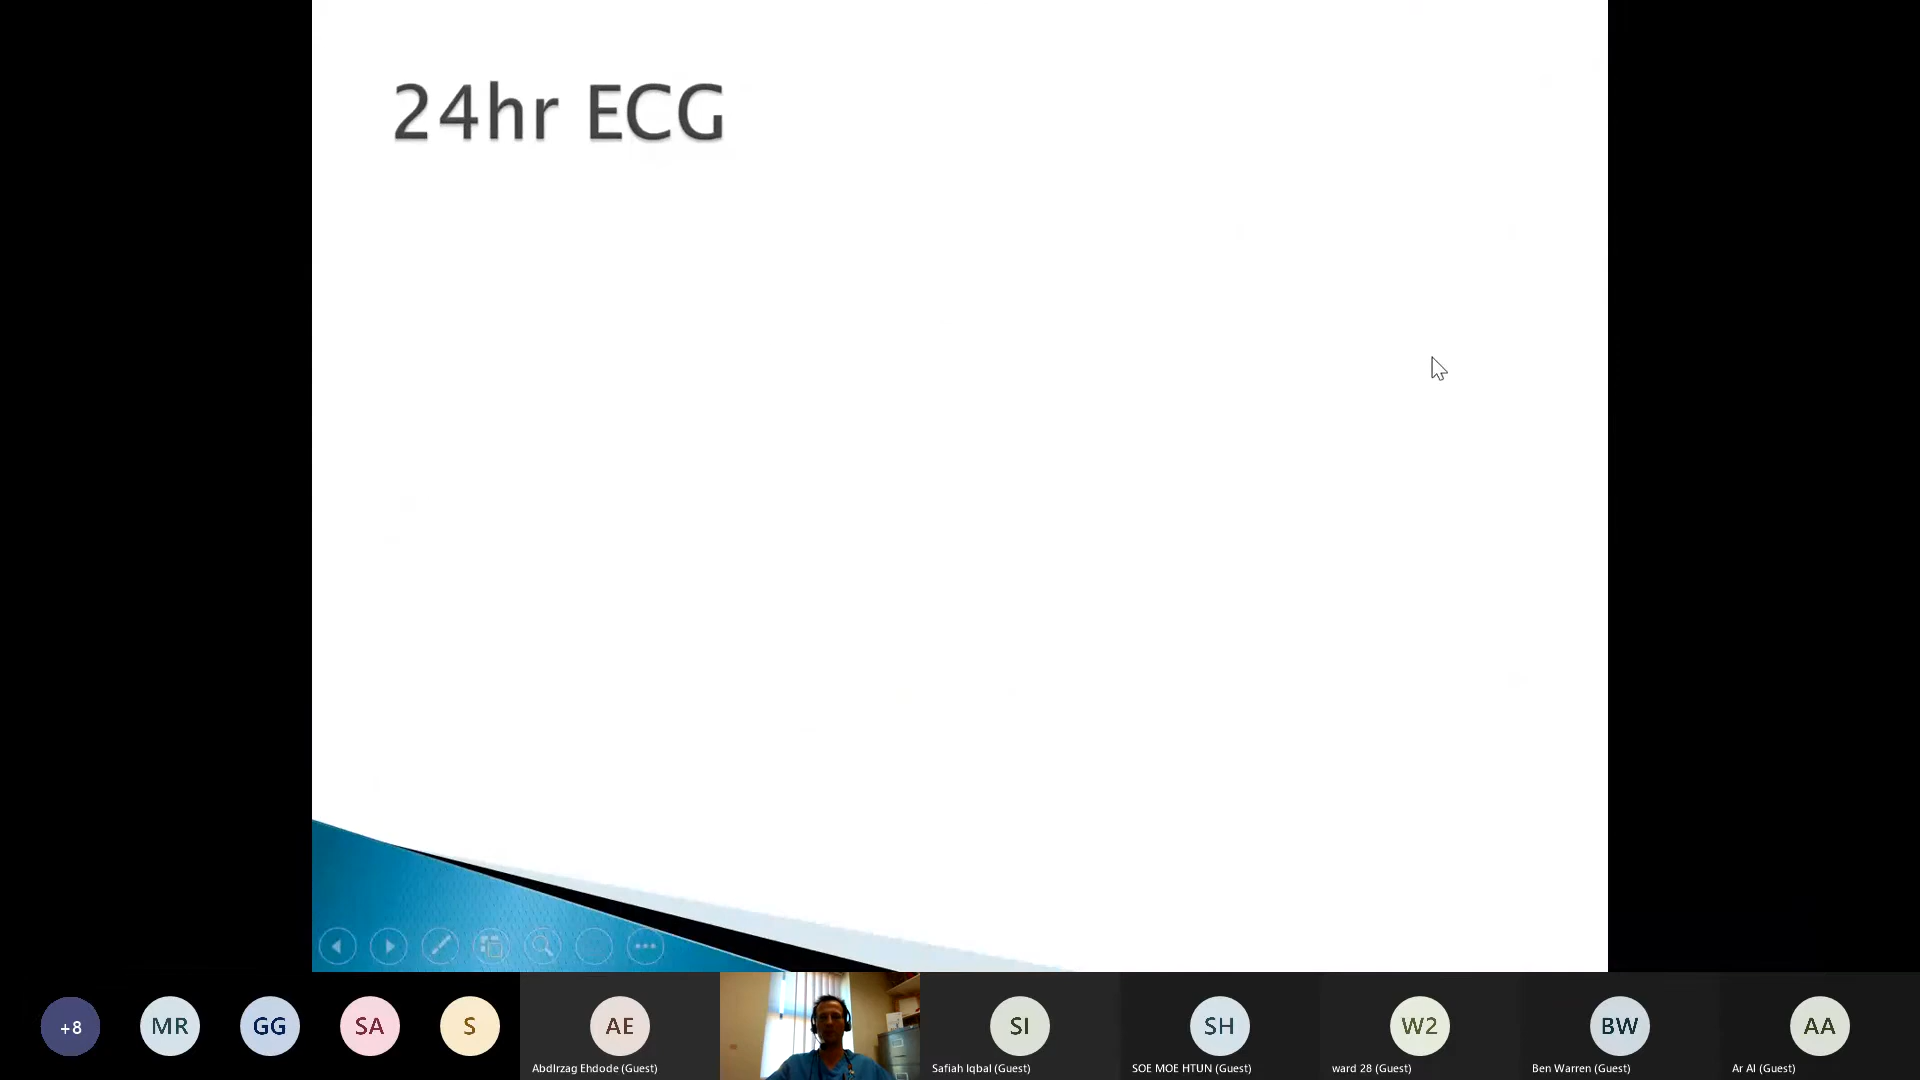 24hr ECG
+8
MR
GG
SA
S
AE
SI
SH
W2
BW
AA
Abdlrzag Ehdode (Guest)
Safiah Iqbal (Guest)
SOE MOE HTUN (Guest)
ward 28 (Guest)
Ben Warren (Guest)
Ar Al (Guest)